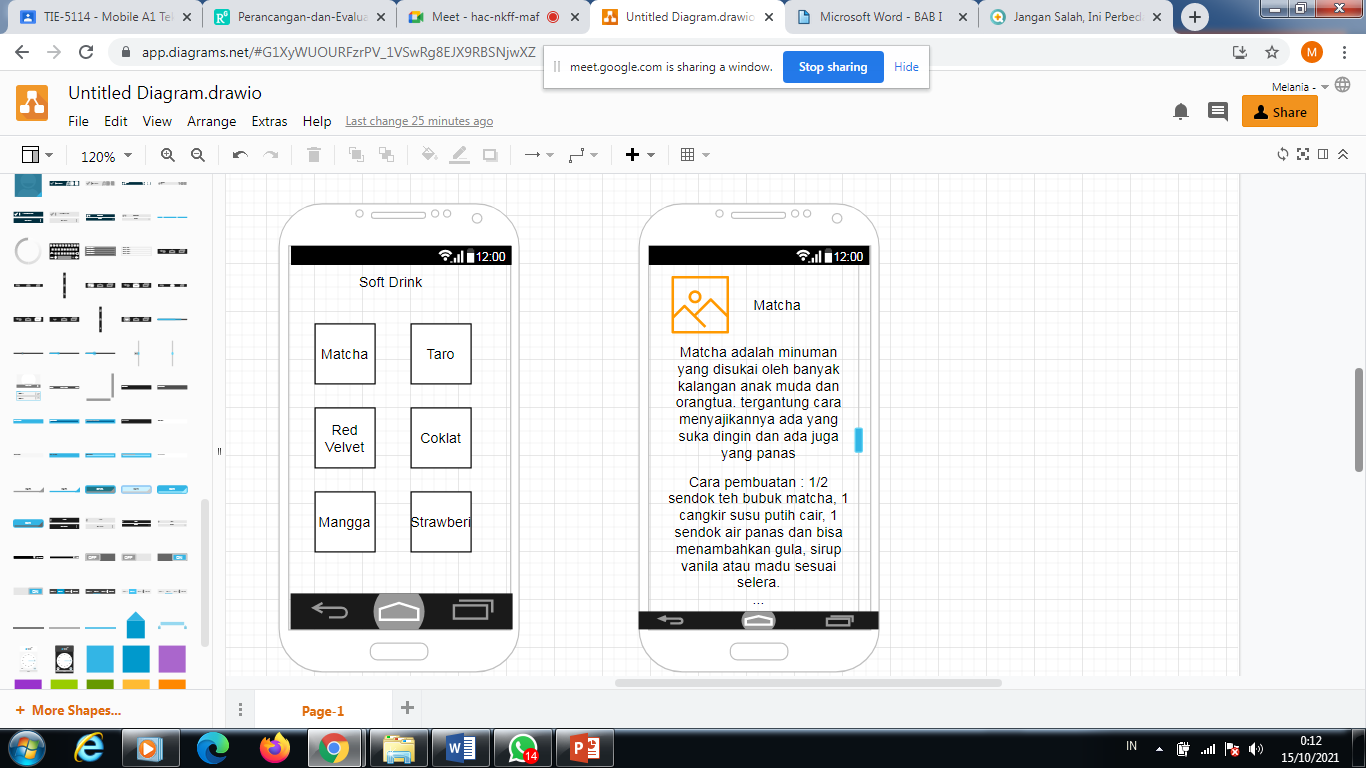 TIE-5114 - Mobile A1 Tek
Perancangan-dan-Evalua
Meet - hac-nkff-maf
Untitled Diagram.drawio
Microsoft Word - BAB I
Jangan Salah, Ini Perbed
app.diagrams.net/#G1XyWUOURFzrPV_1VSwRg8EJX9RBSNjwXZ
meet.google.com is sharing a window.
Stop sharing
Hide
M
Untitled Diagram.drawio
Melania -
File Edit View Arrange Extras Help Last change 25 minutes ago
Share
120%
12:00
Soft Drink
Matcha
Taro
Red
Velvet
Coklat
Mangga
Strawberi
12:00
Matcha
Matcha adalah minuman
yang disukai oleh banyak
kalangan anak muda dan
orangtua. tergantung cara
menyajikannya ada yang
suka dingin dan ada juga
yang panas
Cara pembuatan : 1/2
sendok teh bubuk matcha, 1
cangkir susu putih cair, 1
sendok air panas dan bisa
menambahkan gula, sirup
vanila atau madu sesuai
selera.
...
More Shapes...
Page-1
14
IN
0:12
15/10/2021